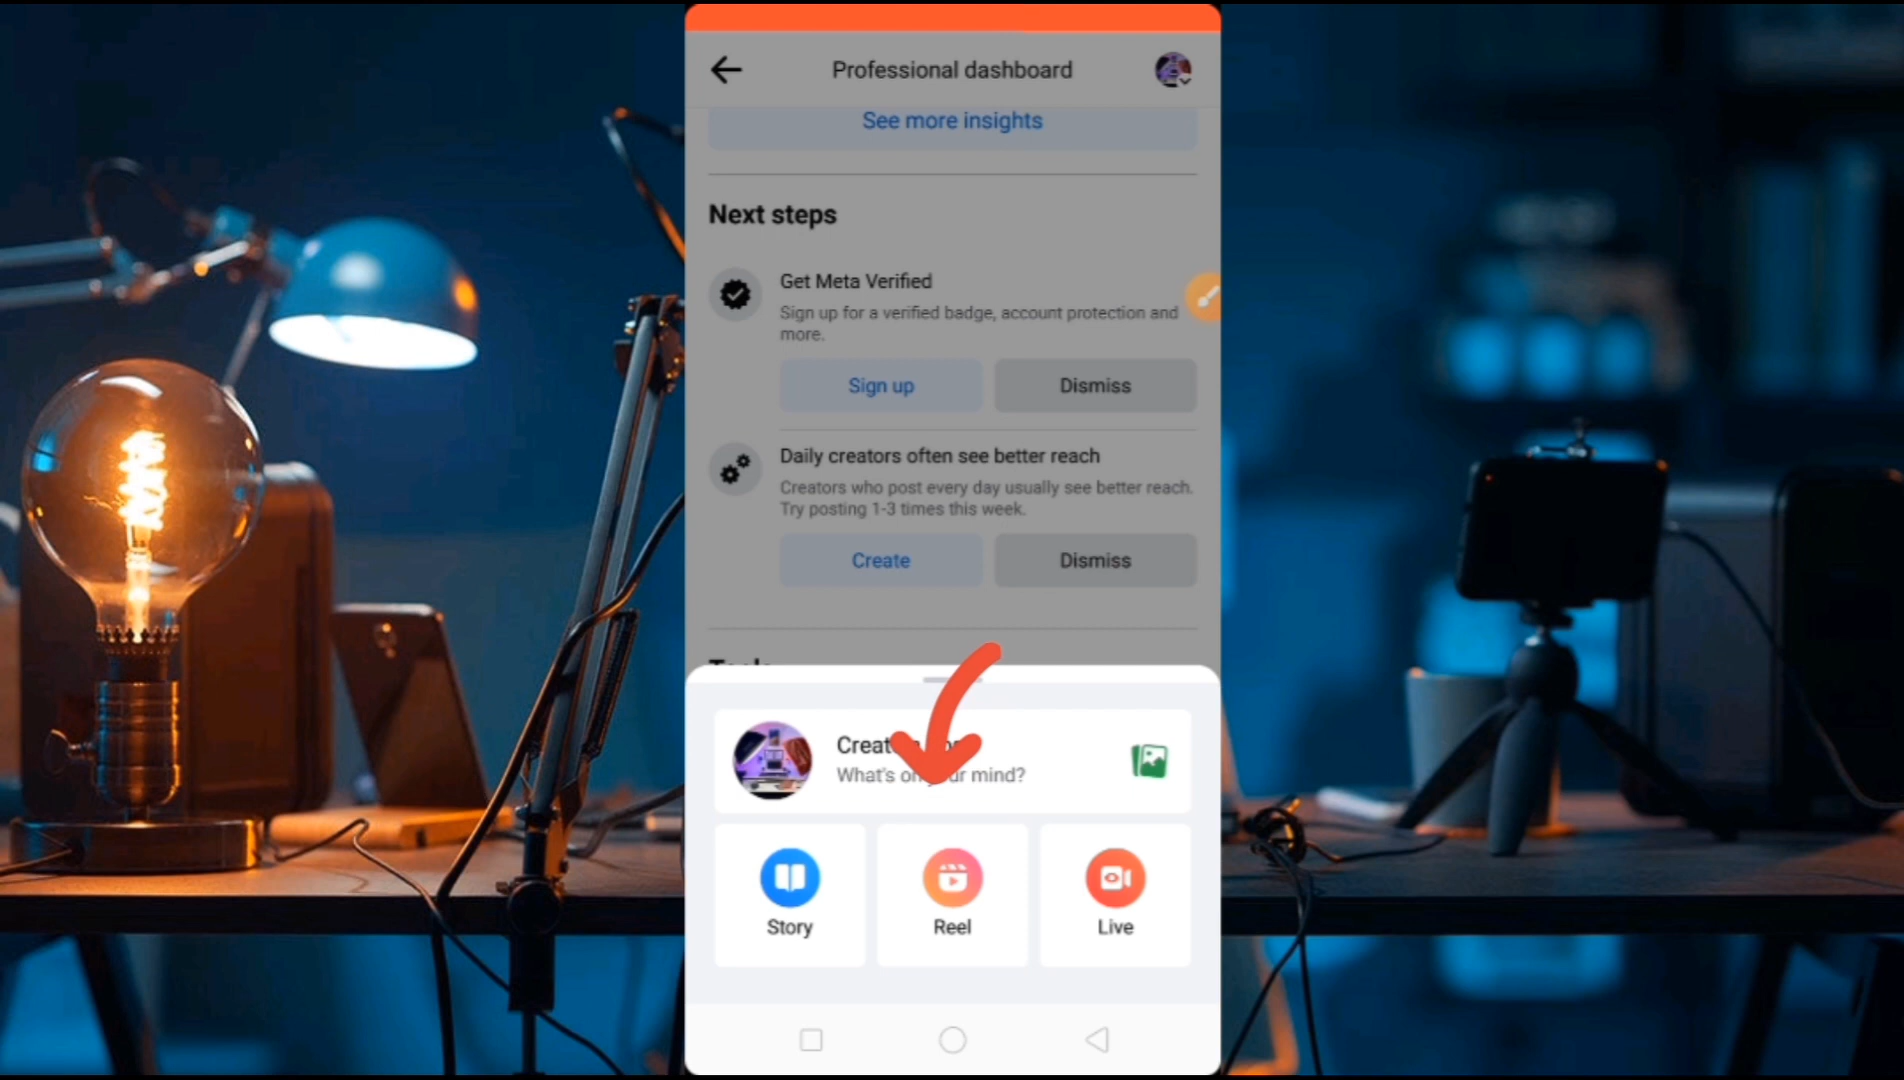 Professional dashboard
See more insights
Next steps
Get Meta Verified
Sign up for a verified badge, account protection and
more.
Sign up
Dismiss
Daily creators often see better reach
Creators who post every day usually see better reach.
Try posting 1-3 times this week.
Create
Dismiss
What's on your mind?
Story
Reel
Live